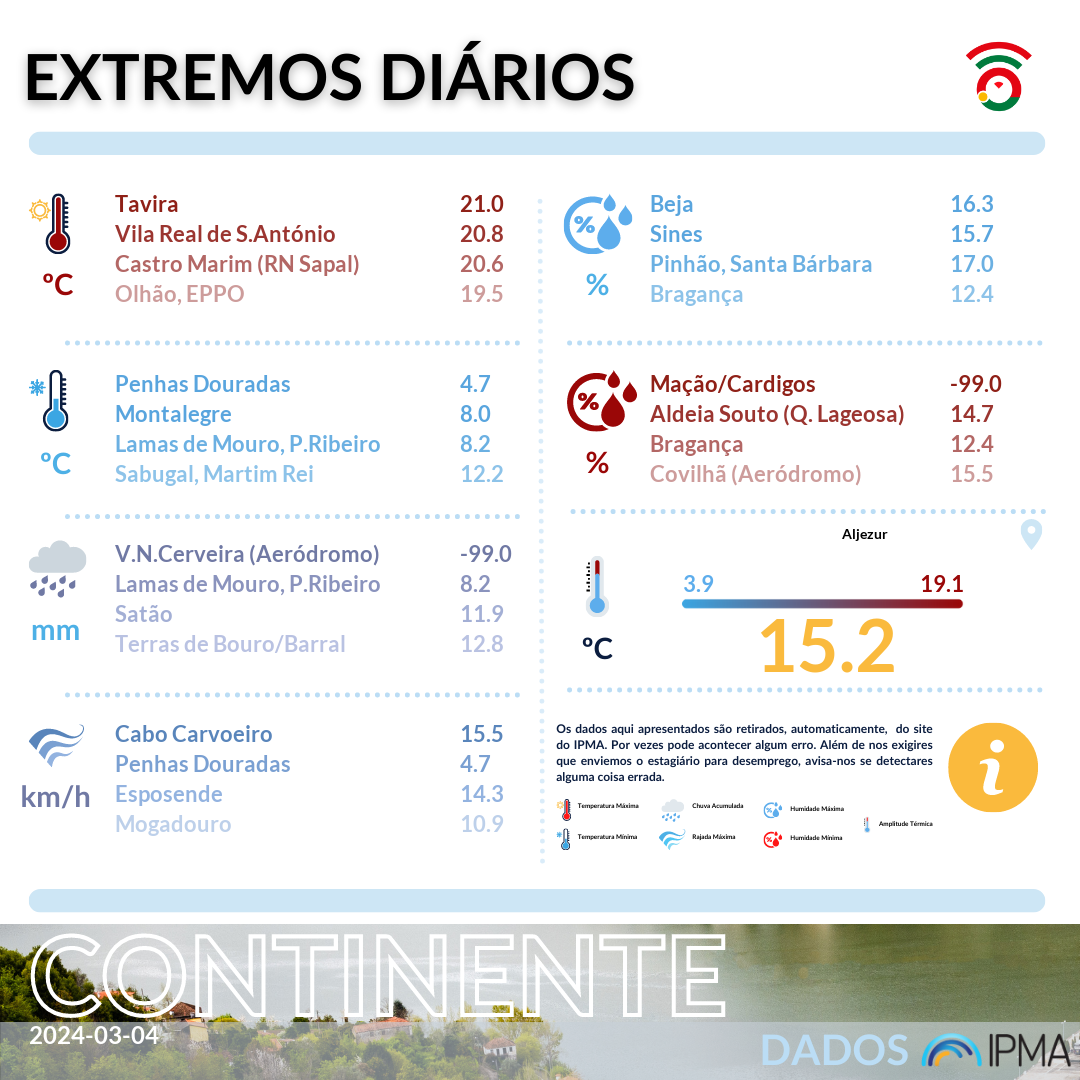 EXTREMOS DIÁRIOS
Tavira 21.0
Vila Real de S.António 20.8
Castro Marim (RN Sapal) 20.6
Olhão, EPPO 19.5
ºC
Penhas Douradas 4.7
Montalegre 8.0
Lamas de Mouro, P.Ribeiro 8.2
Sabugal, Martim Rei 12.2
ºC
V.N.Cerveira (Aeródromo) -99.0
Lamas de Mouro, P.Ribeiro 8.2
Satão 11.9
Terras de Bouro/Barral 12.8
mm
Cabo Carvoeiro 15.5
Penhas Douradas 4.7
Esposende 14.3
Mogadouro 10.9
km/h
%
Beja 16.3
Sines 15.7
Pinhão, Santa Bárbara 17.0
Bragança 12.4
%
%
Mação/Cardigos -99.0
Aldeia Souto (Q. Lageosa) 14.7
Bragança 12.4
Covilhã (Aeródromo) 15.5
%
Aljezur
3.9 19.1
15.2
ºC
Os dados aqui apresentados são retirados, automaticamente, do site
do IPMA. Por vezes pode acontecer algum erro. Além de nos exigires
que enviemos o estagiário para desemprego, avisa-nos se detectares
alguma coisa errada.
i
Temperatura Máxima
Chuva Acumulada
Humidade Máxima
Amplitude Térmica
Temperatura Mínima
Rajada Máxima
Humidade Mínima
CONTINENTE
2024-03-04
DADOS IPMA